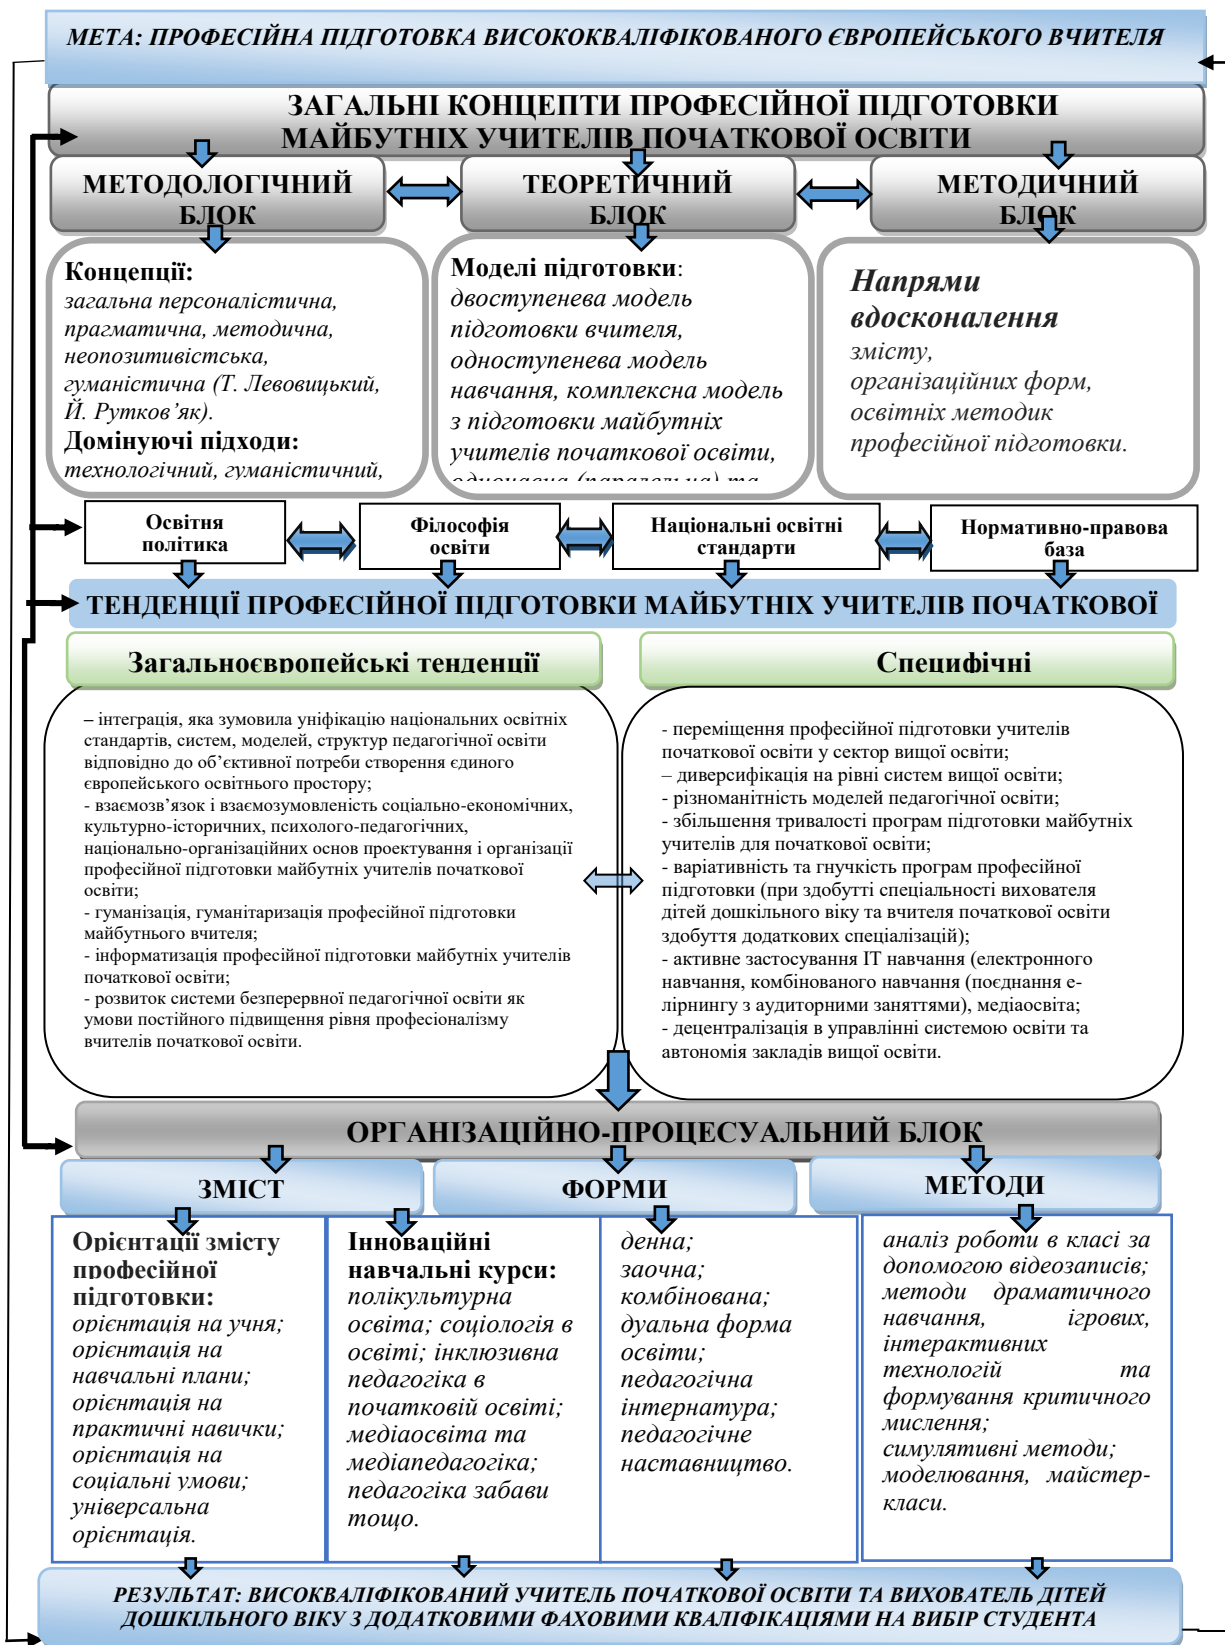 МЕТА: ПРОФЕСІЙНА ПІДГОТОВКА ВИСОКОКВАЛІФІКОВАНОГО ЄВРОПЕЙСЬКОГО ВЧИТЕЛЯ
ЗАГАЛЬНІ КОНЦЕПТИ ПРОФЕСІЙНОЇ ПІДГОТОВКИ
МАЙБУТНІХ УЧИТЕЛІВ ПОЧАТКОВОЇ ОСВІТИ
МЕТОДОЛОГІЧНИЙ
БЛОК
ТЕОРЕТИЧНИЙ
БЛОК
МЕТОДИЧНИЙ
БЛОК
Концепції:
загальна персоналістична,
прагматична, методична,
неопозитивістська,
гуманістична (Т. Левовицький,
Й. Рутков’як).
Домінуючі підходи:
технологічний, гуманістичний,
Моделі підготовки:
двоступенева модель
підготовки вчителя,
одноступенева модель
навчання, комплексна модель
з підготовки майбутніх
учителів початкової освіти,
одночасна (паралельна) та
Напрями
вдосконалення
змісту,
організаційних форм,
освітніх методик
професійної підготовки.
Освітня
політика
Філософія
освіти
Національні освітні
стандарти
Нормативно-правова
база
ТЕНДЕНЦІЇ ПРОФЕСІЙНОЇ ПІДГОТОВКИ МАЙБУТНІХ УЧИТЕЛІВ ПОЧАТКОВОЇ
Загальноєвропейські тенденції
Специфічні
– інтеграція, яка зумовила уніфікацію національних освітніх
стандартів, систем, моделей, структур педагогічної освіти
відповідно до об’єктивної потреби створення єдиного
європейського освітнього простору;
- взаємозв’язок і взаємозумовленість соціально-економічних,
культурно-історичних, психолого-педагогічних,
національно-організаційних основ проектування і організації
професійної підготовки майбутніх учителів початкової
освіти;
- гуманізація, гуманітаризація професійної підготовки
майбутнього вчителя;
- інформатизація професійної підготовки майбутніх учителів
початкової освіти;
- розвиток системи безперервної педагогічної освіти як
умови постійного підвищення рівня професіоналізму
вчителів початкової освіти.
- переміщення професійної підготовки учителів
початкової освіти у сектор вищої освіти;
– диверсифікація на рівні систем вищої освіти;
- різноманітність моделей педагогічної освіти;
- збільшення тривалості програм підготовки майбутніх
учителів для початкової освіти;
- варіативність та гнучкість програм професійної
підготовки (при здобутті спеціальності вихователя
дітей дошкільного віку та вчителя початкової освіти
здобуття додаткових спеціалізацій);
- активне застосування ІТ навчання (електронного
навчання, комбінованого навчання (поєднання е-
лірнингу з аудиторними заняттями), медіаосвіта;
- децентралізація в управлінні системою освіти та
автономія закладів вищої освіти.
ОРГАНІЗАЦІЙНО-ПРОЦЕСУАЛЬНИЙ БЛОК
ЗМІСТ
ФОРМИ
МЕТОДИ
Орієнтації змісту
професійної
підготовки:
орієнтація на учня;
орієнтація на
навчальні плани;
орієнтація на
практичні навички;
орієнтація на
соціальні умови;
універсальна
орієнтація.
Інноваційні
навчальні курси:
полікультурна
освіта; соціологія в
освіті; інклюзивна
педагогіка в
початковій освіті;
медіаосвіта та
медіапедагогіка;
педагогіка забави
тощо.
денна;
заочна;
комбінована;
дуальна форма
освіти;
педагогічна
інтернатура;
педагогічне
наставництво.
аналіз роботи в класі за
допомогою відеозаписів;
методи драматичного
навчання, ігрових,
інтерактивних
технологій та
формування критичного
мислення;
симулятивні методи;
моделювання, майстер-
класи.
РЕЗУЛЬТАТ: ВИСОКВАЛІФІКОВАНИЙ УЧИТЕЛЬ ПОЧАТКОВОЇ ОСВІТИ ТА ВИХОВАТЕЛЬ ДІТЕЙ
ДОШКІЛЬНОГО ВІКУ З ДОДАТКОВИМИ ФАХОВИМИ КВАЛІФІКАЦІЯМИ НА ВИБІР СТУДЕНТА